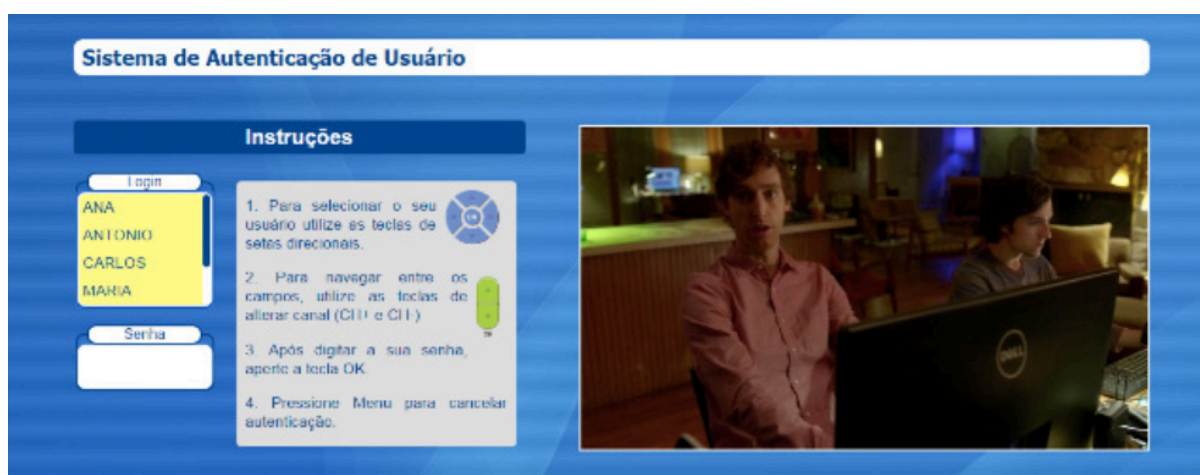 Sistema de Autenticação de Usuário
Instruções
Login
ANA
ANTONIO
CARLOS
MARIA
Senha
1. Para selecionar o seu
usuário utilize as teclas de
setas direcionais.
2. Para navegar entre os
campos, utilize as teclas de
alterar canal (CH+ e CH-)
3. Após digitar a sua senha,
aperte a tecla OK.
4. Pressione Menu para cancelar
autenticação.
DELL